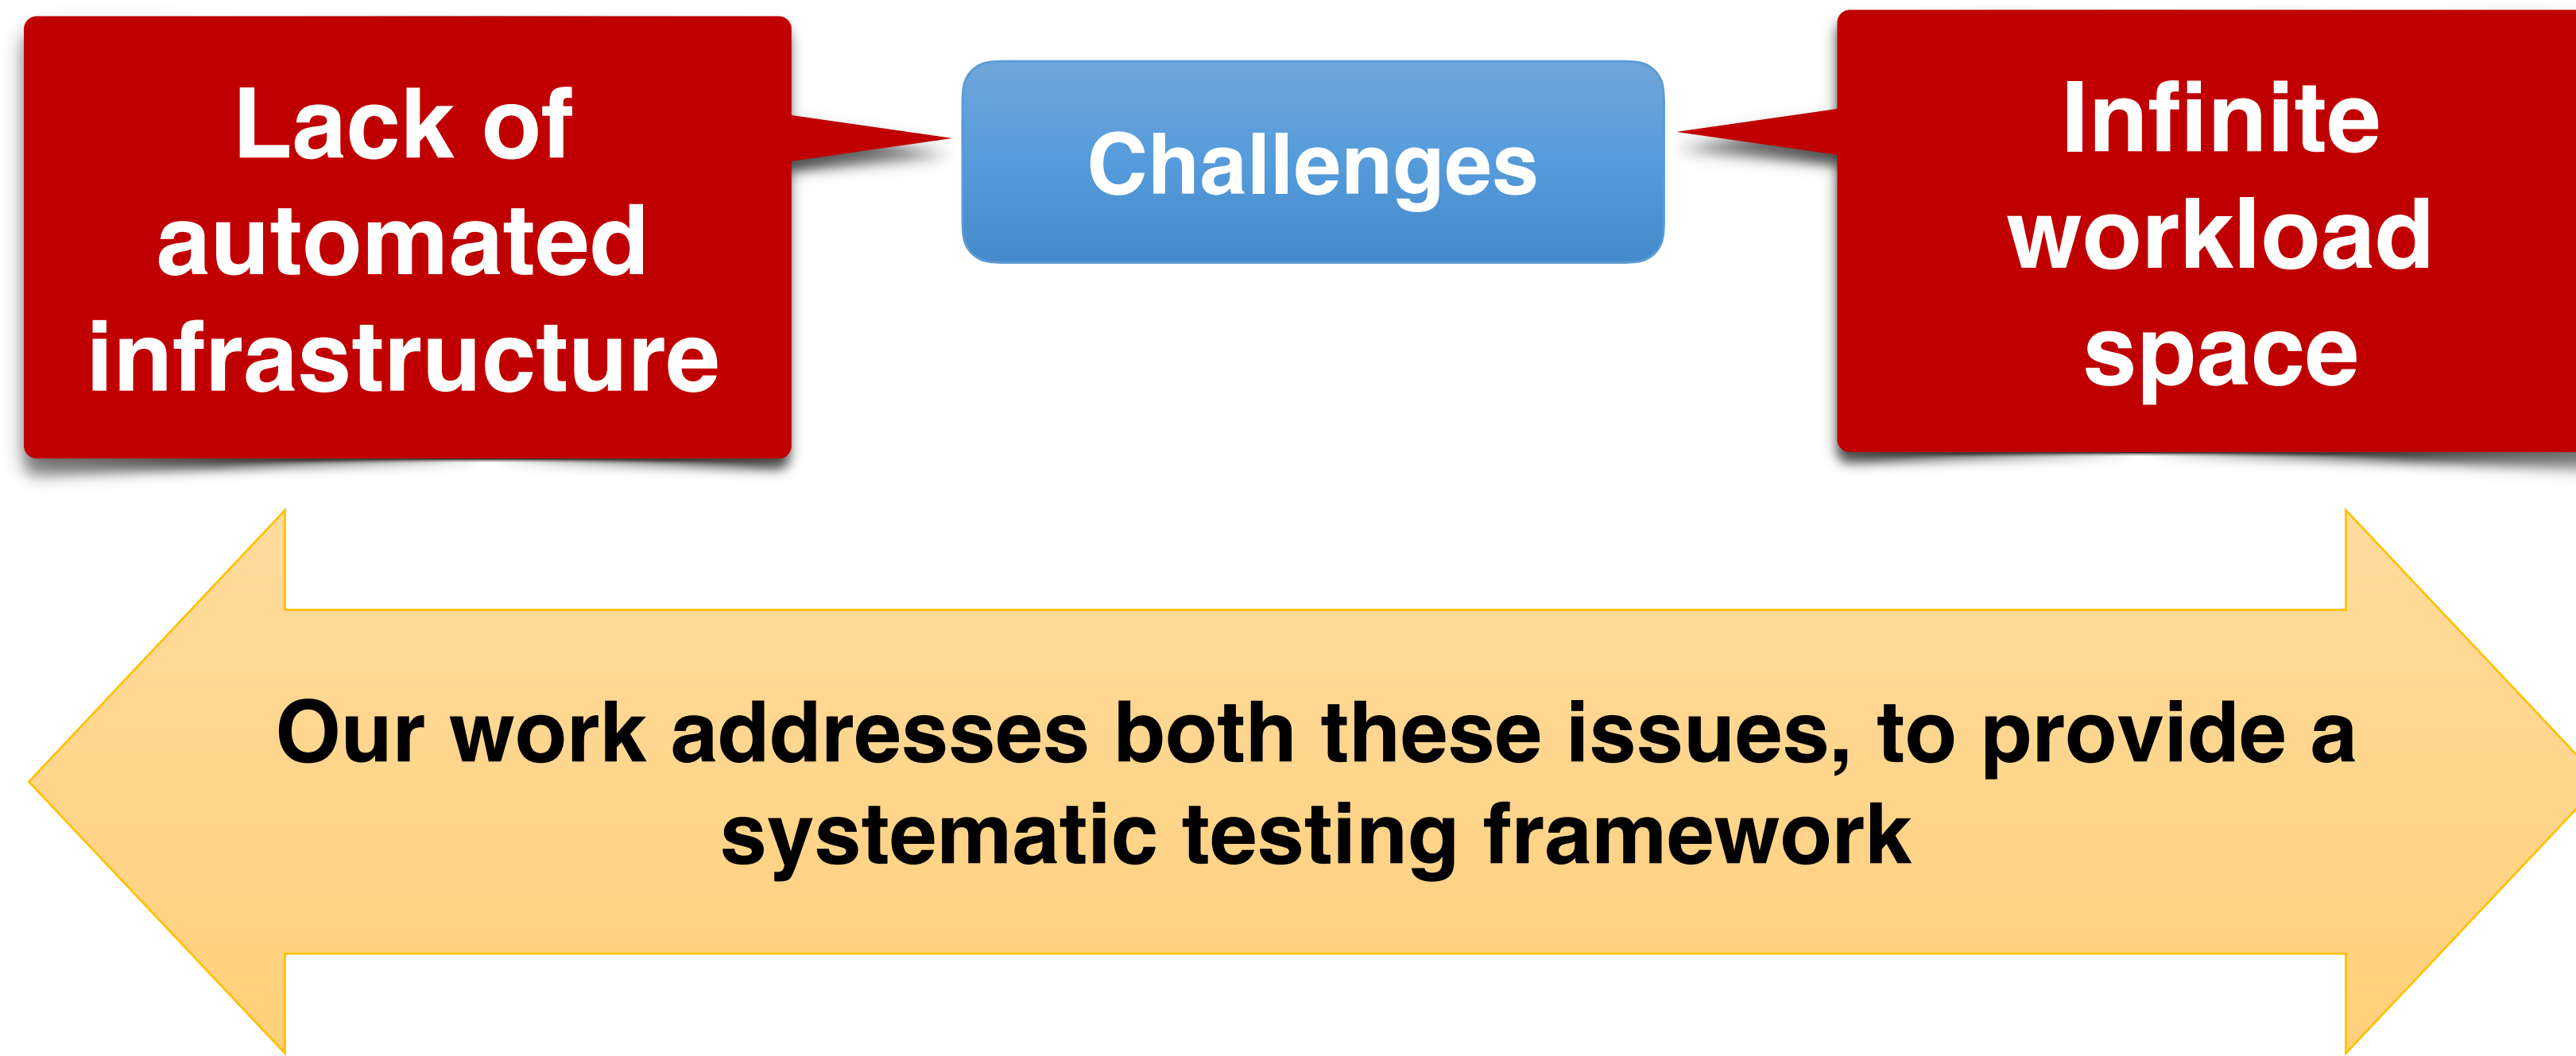 Lack of
automated
infrastructure
Challenges
Infinite
workload
space
Our work addresses both these issues, to provide a
systematic testing framework